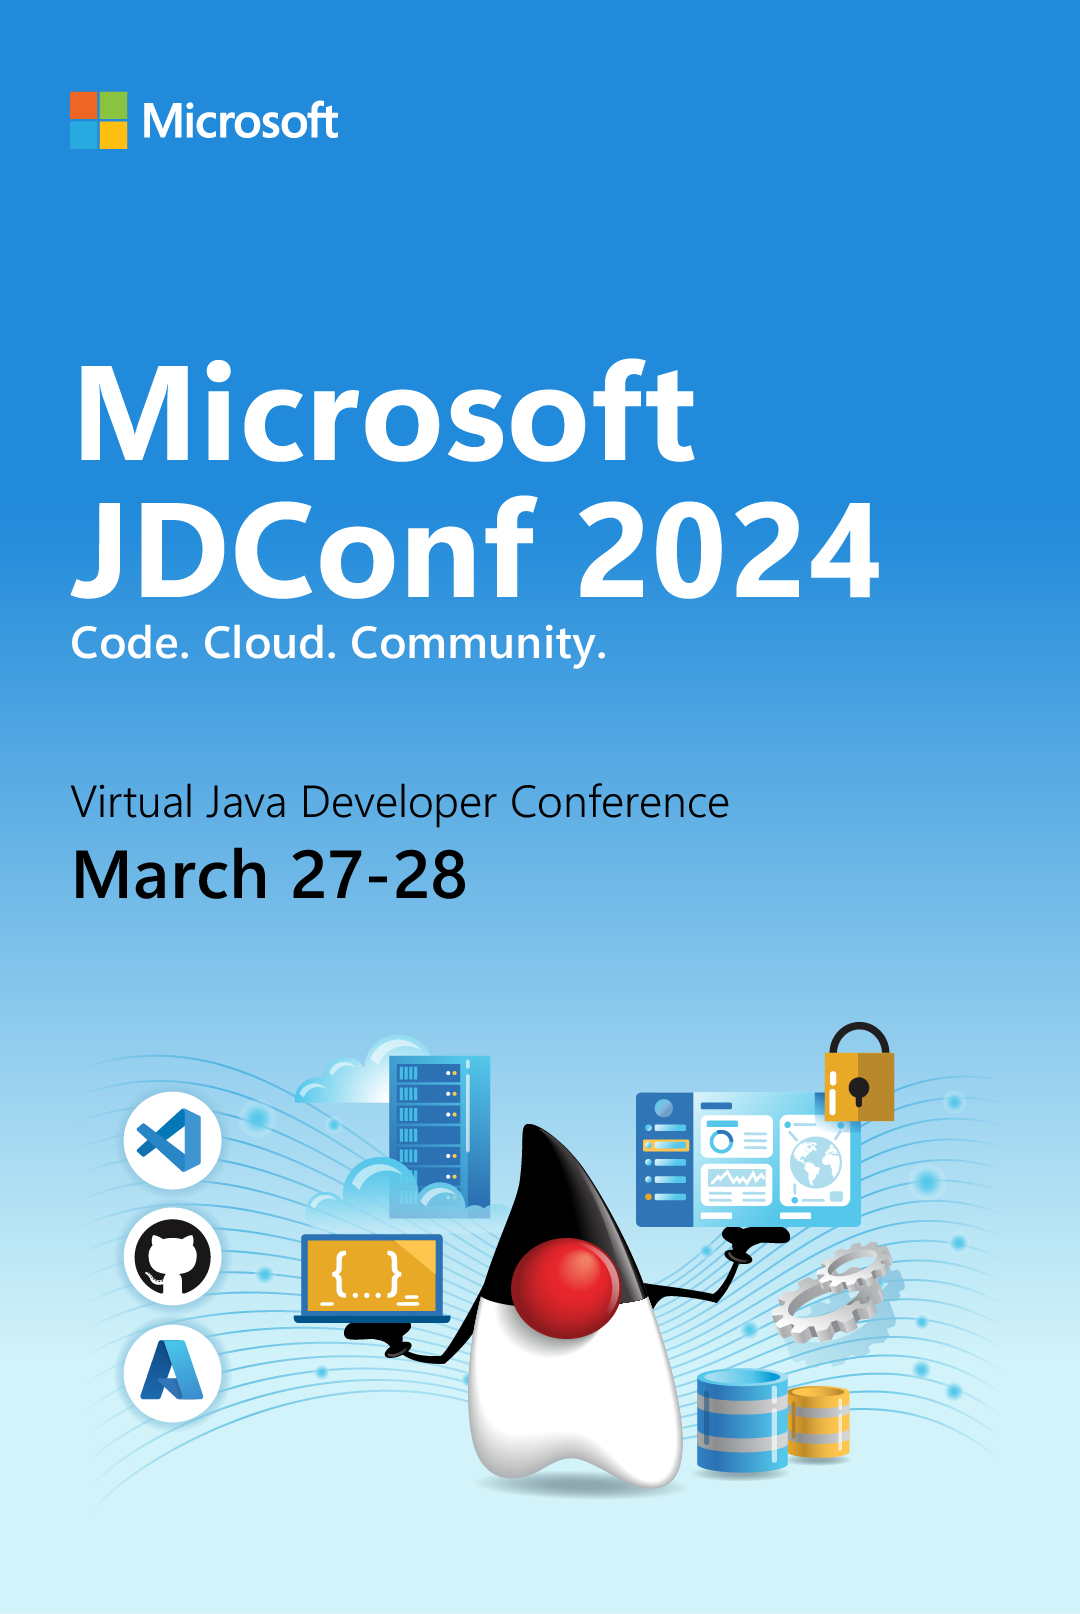 Microsoft
Microsoft
JDConf 2024
Code. Cloud. Community.
Virtual Java Developer Conference
March 27-28
{....}